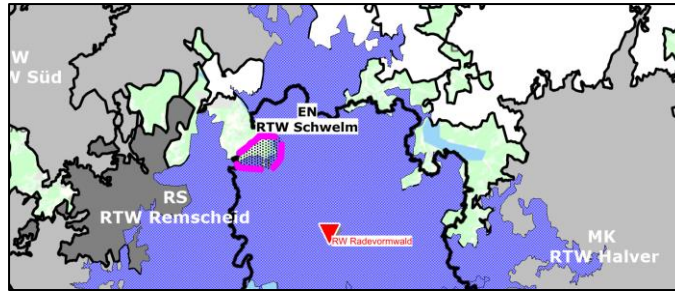 W
W Süd
EN
RTW Schwelm
RS
RTW Remscheid
RW Radevormwald
MK
RTW Halver